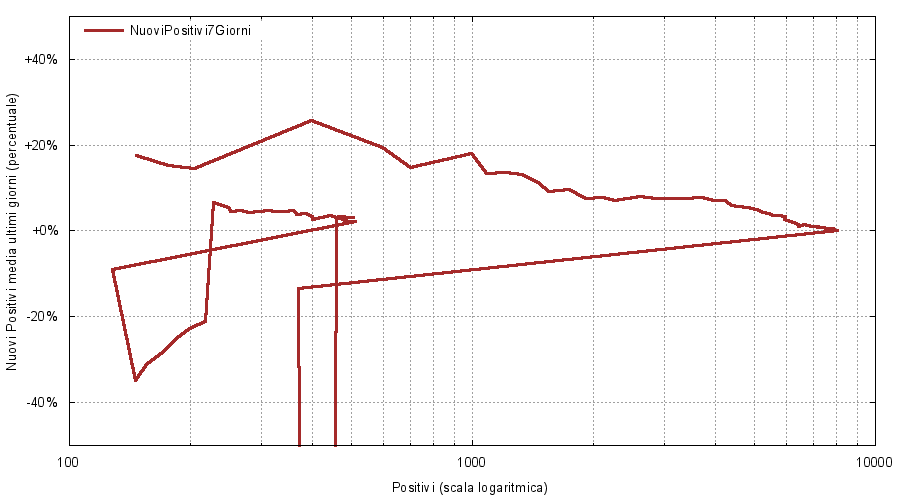 NuoviPositivi7Giorni
+40%
+20%
+0%
-20%
-40%
Nuovi Positivi media ultimi giorni (percentuale)
100
1000
10000
Positivi (scala logaritmica)